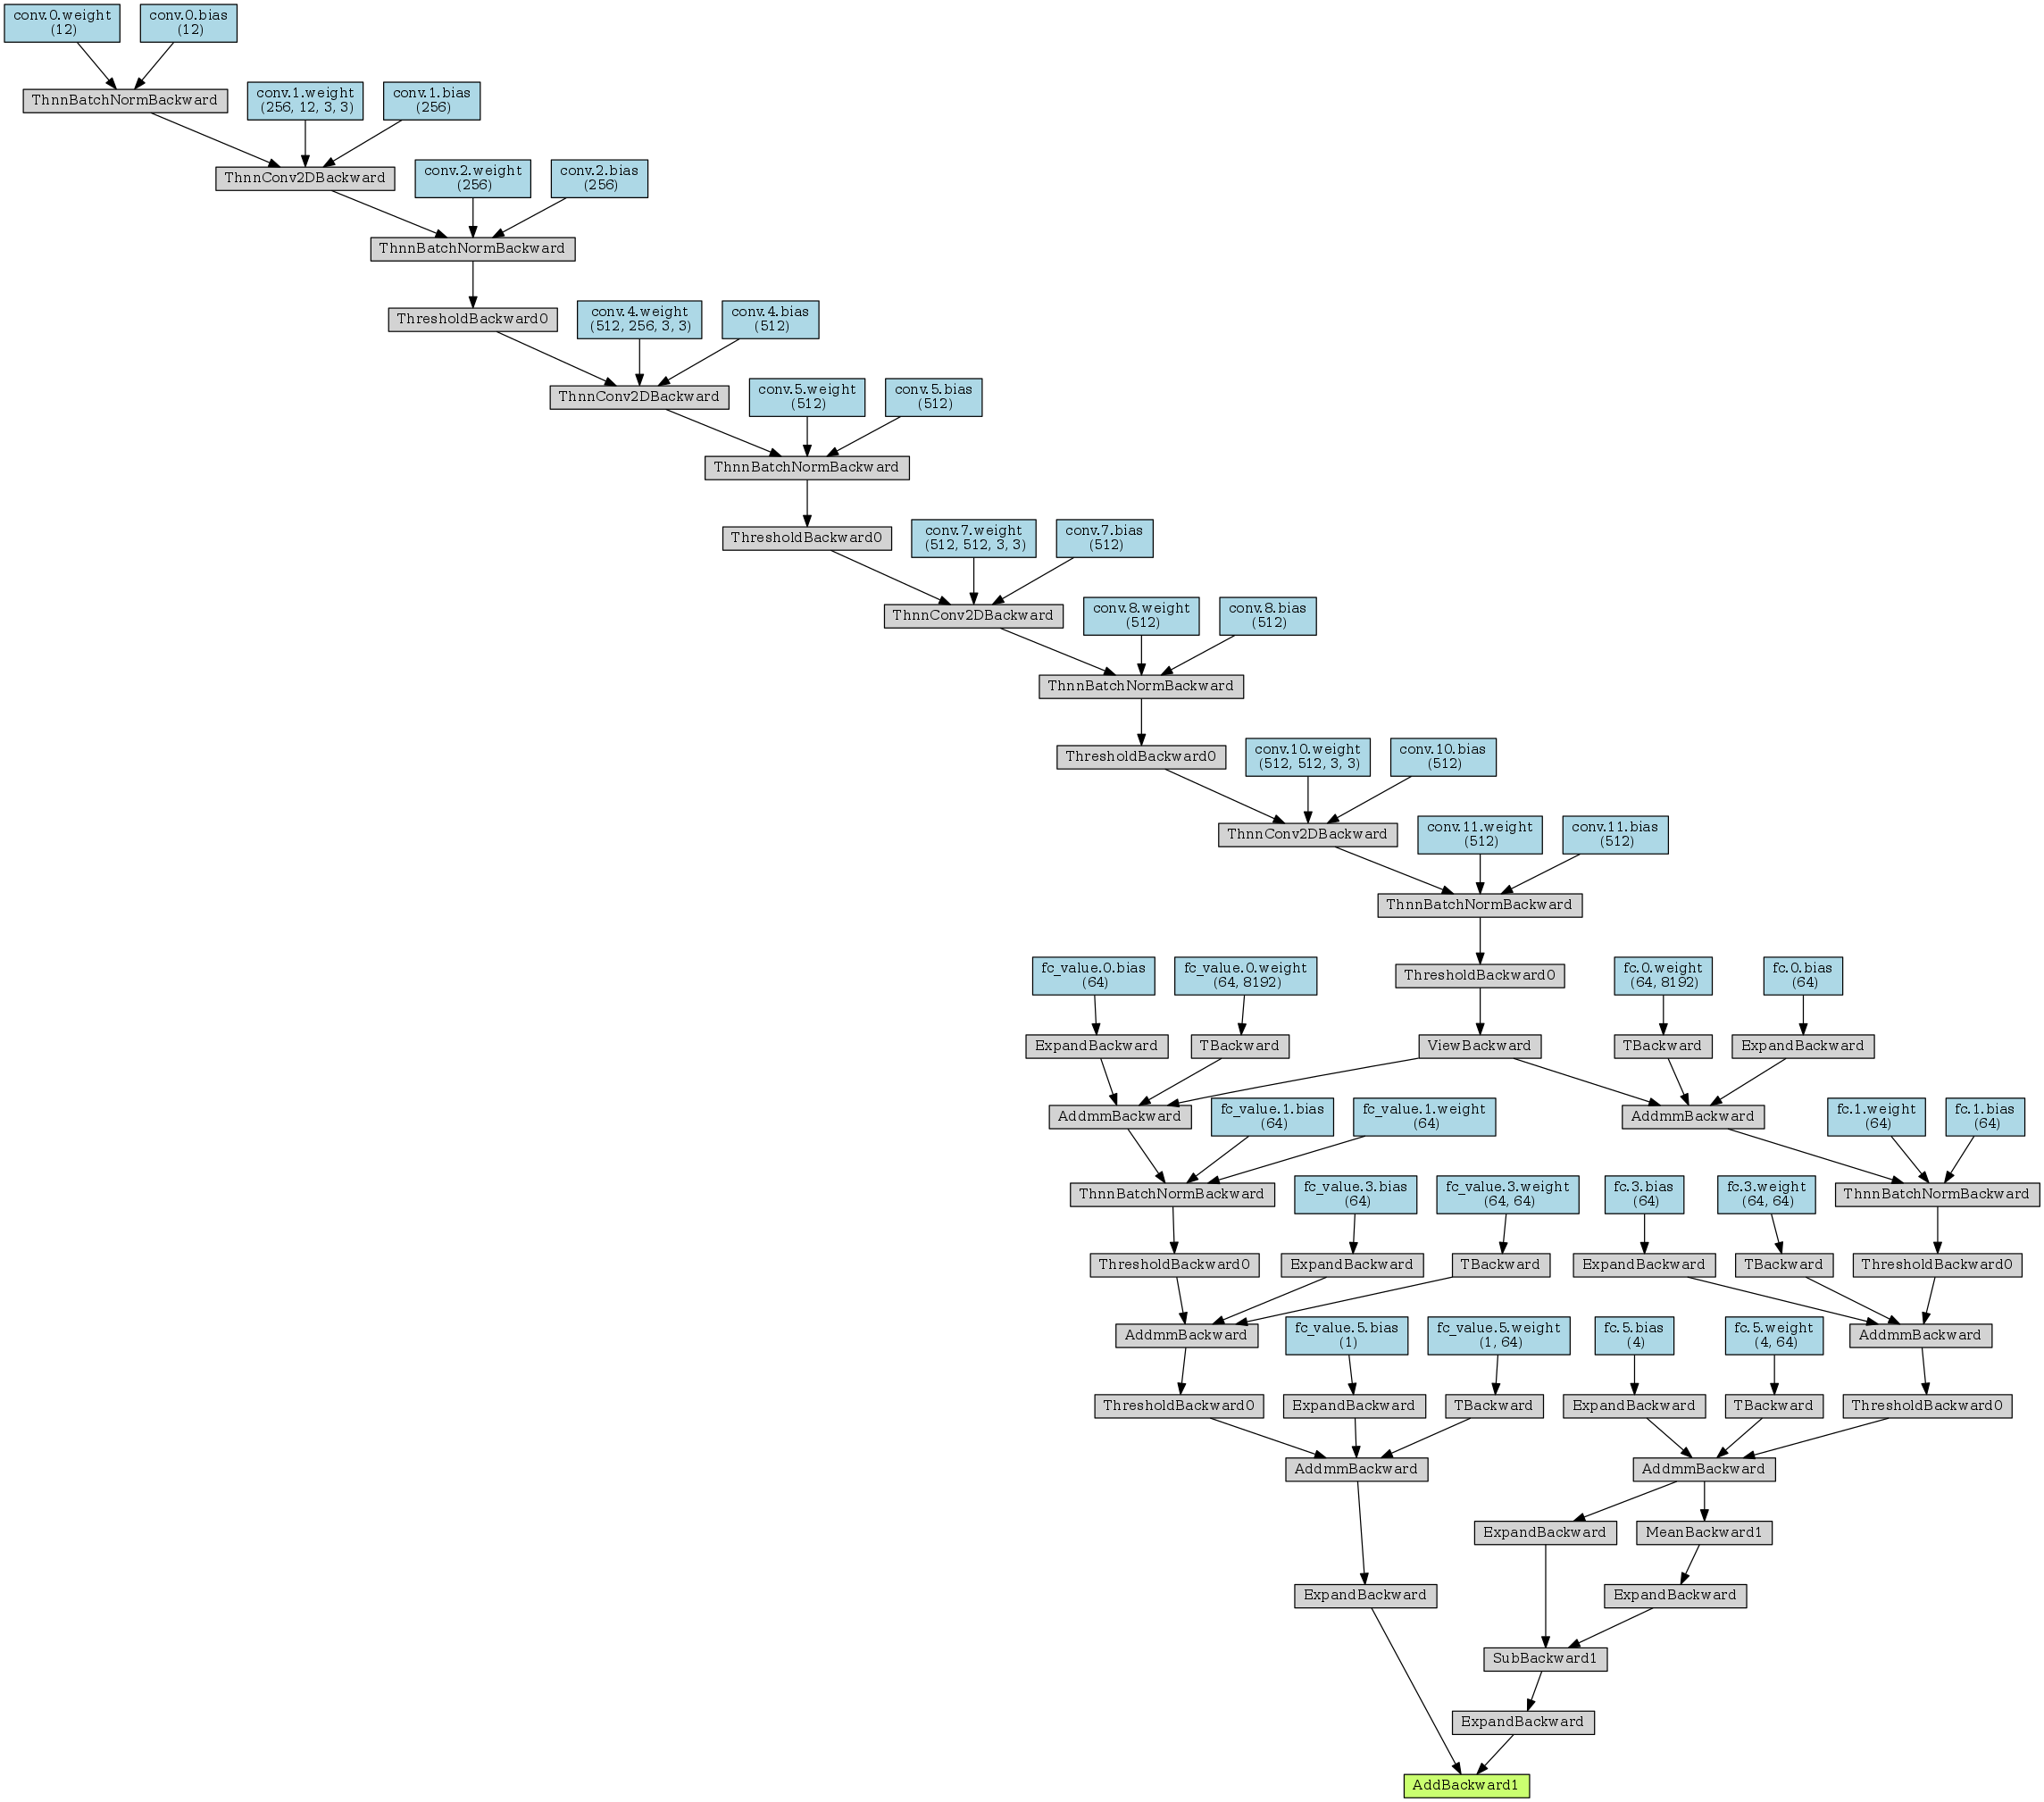 conv.0.weight
(12)
conv.0.bias
(12)
ThnnBatchNormBackward
conv.1.weight
(256, 12, 3, 3)
conv.1.bias
(256)
ThnnConv2DBackward
conv.2.weight
(256)
conv.2.bias
(256)
ThnnBatchNormBackward
ThresholdBackward0
conv.4.weight
(512, 256, 3, 3)
conv.4.bias
(512)
ThnnConv2DBackward
conv.5.weight
(512)
conv.5.bias
(512)
ThnnBatchNormBackward
ThresholdBackward0
conv.7.weight
(512, 512, 3, 3)
conv.7.bias
(512)
ThnnConv2DBackward
conv.8.weight
(512)
conv.8.bias
(512)
ThnnBatchNormBackward
ThresholdBackward0
conv.10.weight
(512, 512, 3, 3)
conv.10.bias
(512)
ThnnConv2DBackward
conv.11.weight
(512)
conv.11.bias
(512)
ThnnBatchNormBackward
fc_value.0.bias
(64)
fc_value.0.weight
(64, 8192)
ThresholdBackward0
fc.0.weight
(64, 8192)
fc.0.bias
(64)
ExpandBackward
TBackward
ViewBackward
TBackward
ExpandBackward
AddmmBackward
fc_value.1.bias
(64)
fc_value.1.weight
(64)
AddmmBackward
fc.1.weight
(64)
fc.1.bias
(64)
ThnnBatchNormBackward
fc_value.3.bias
(64)
fc_value.3.weight
(64, 64)
fc.3.bias
(64)
fc.3.weight
(64, 64)
ThnnBatchNormBackward
ThresholdBackward0
ExpandBackward
TBackward
ExpandBackward
TBackward
ThresholdBackward0
AddmmBackward
fc_value.5.bias
(1)
fc_value.5.weight
(1, 64)
fc.5.bias
(4)
fc.5.weight
(4, 64)
AddmmBackward
ThresholdBackward0
ExpandBackward
TBackward
ExpandBackward
TBackward
ThresholdBackward0
AddmmBackward
AddmmBackward
ExpandBackward
MeanBackward1
ExpandBackward
ExpandBackward
SubBackward1
ExpandBackward
AddBackward1